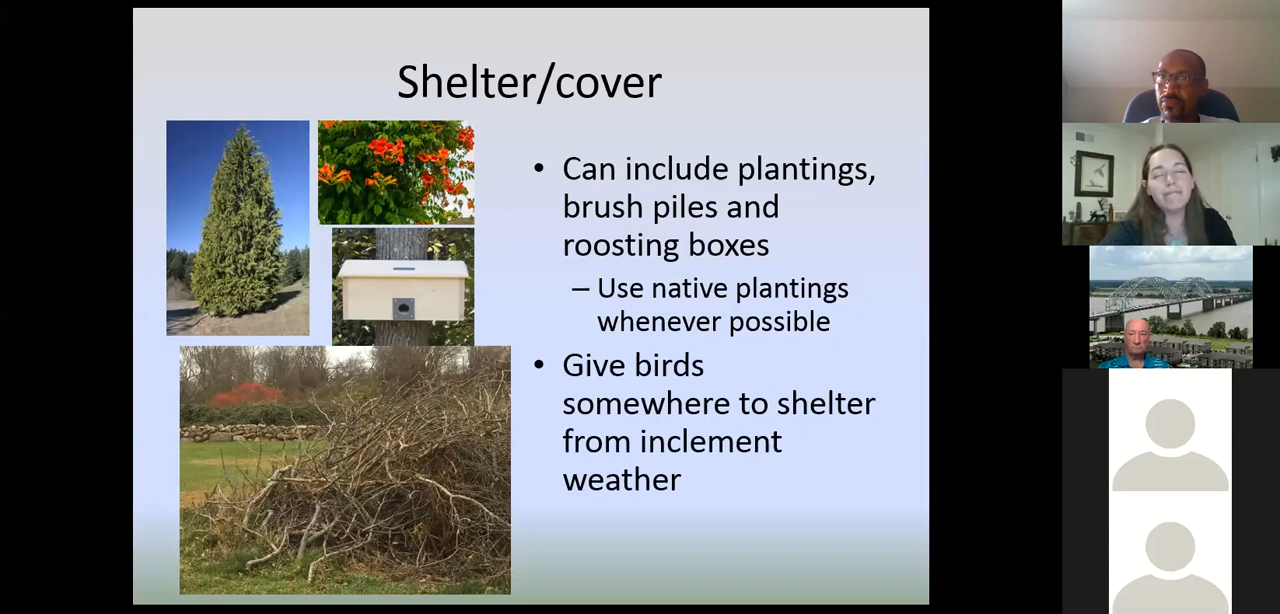 Shelter/cover
• Can include plantings,
brush piles and
roosting boxes
– Use native plantings
whenever possible
• Give birds
somewhere to shelter
from inclement
weather